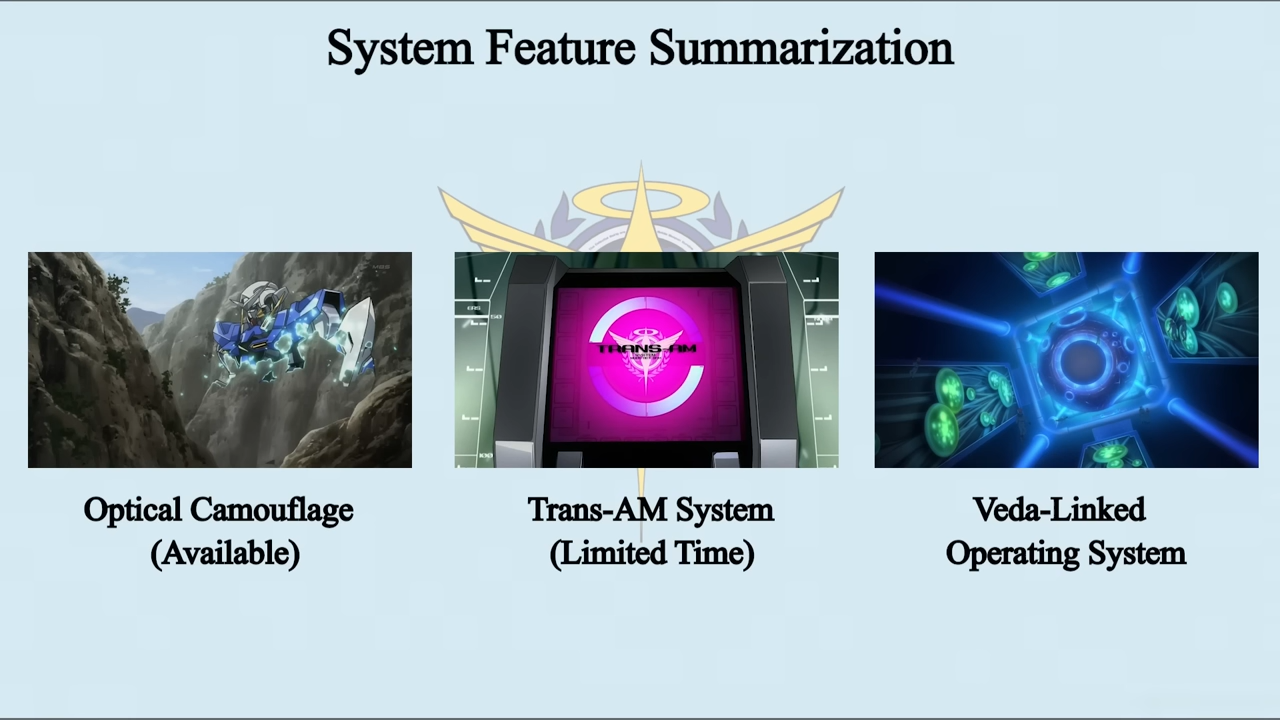 System Feature Summarization
TRANS-AM
Optical Camouflage
(Available)
Trans-AM System
(Limited Time)
Veda-Linked
Operating System